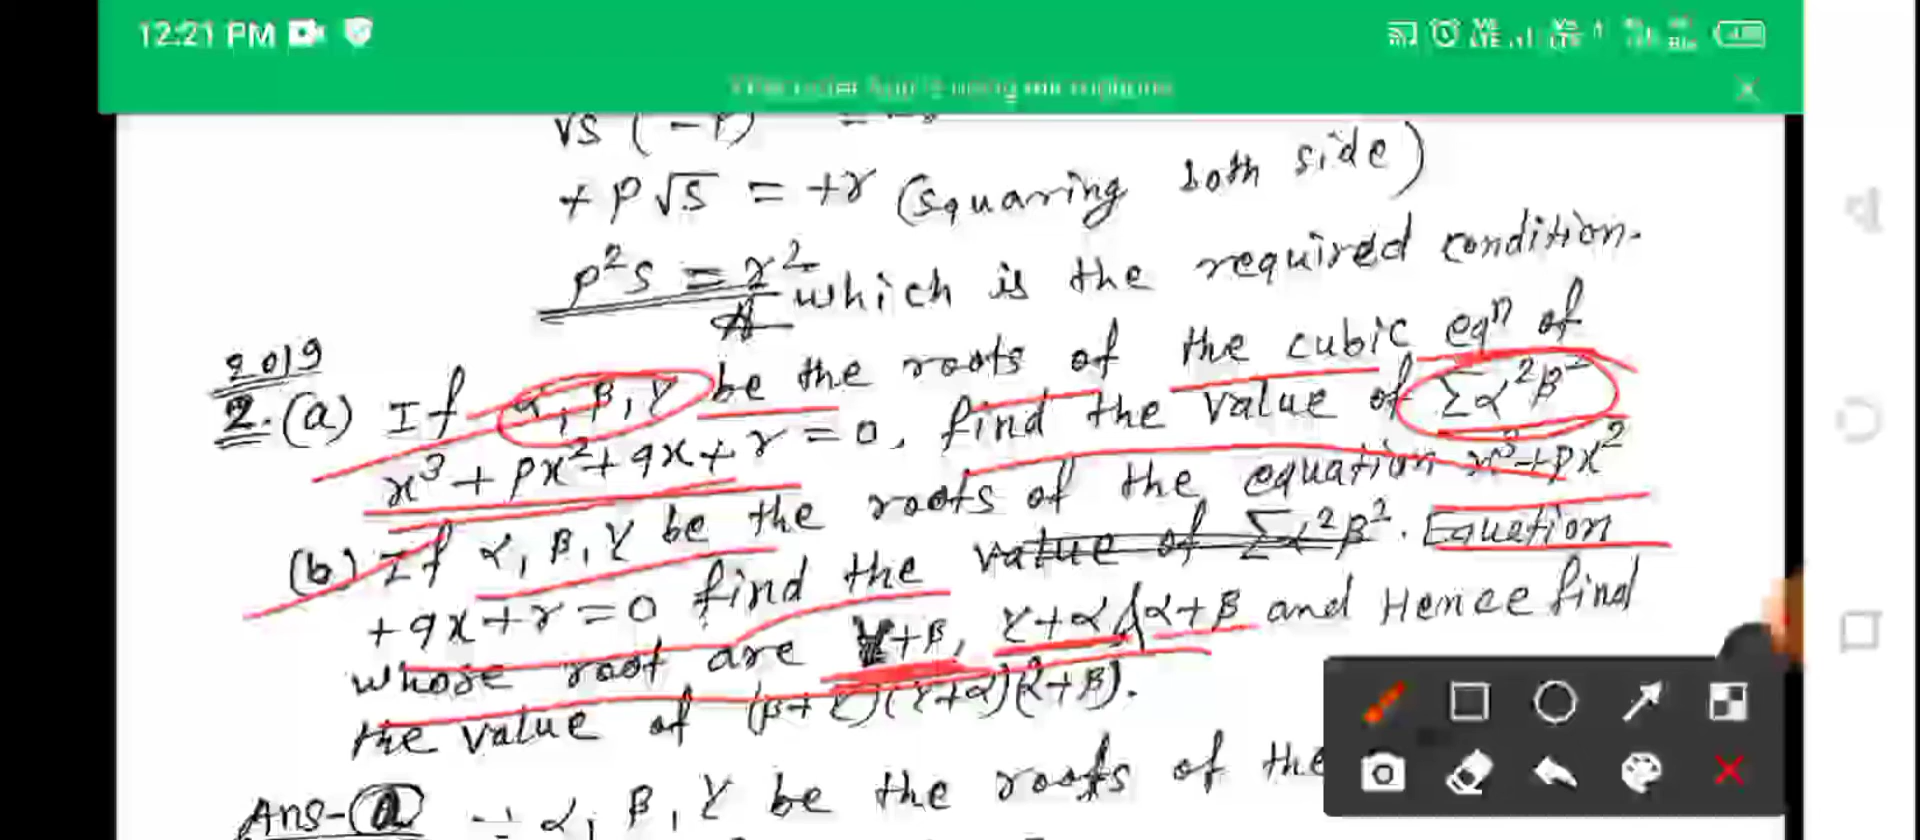 12:21 PM
√S (-P) =
+ P√S = +r (Squaring both side)
P²S = r² which is the required condition.
2019
2.(a) If α, β, γ be the roots of the cubic eqⁿ of
x³ + px² + qx + r = 0, find the value of Σα²β²
(b) If α, β, γ be the roots of the equation x³+px²
+qx+r=0 find the value of Σα²β². Equation
whose root are γ+β, γ+α, α+β and Hence find
the value of (β+γ)(γ+α)(α+β).
Ans-(a) ∵ α, β, γ be the roots of the